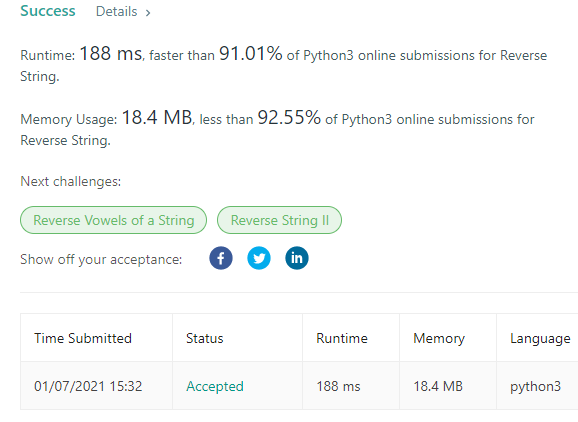 Success Details ›
Runtime: 188 ms, faster than 91.01% of Python3 online submissions for Reverse
String.
Memory Usage: 18.4 MB, less than 92.55% of Python3 online submissions for
Reverse String.
Next challenges:
Reverse Vowels of a String Reverse String II
Show off your acceptance: f in
Time Submitted Status Runtime Memory Language
01/07/2021 15:32 Accepted 188 ms 18.4 MB python3